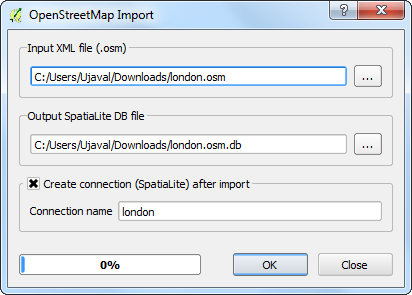 OpenStreetMap Import
Input XML file (.osm)
C:/Users/Ujaval/Downloads/london.osm
...
Output SpatiaLite DB file
C:/Users/Ujaval/Downloads/london.osm.db
...
Create connection (SpatiaLite) after import
Connection name london
0%
OK Close